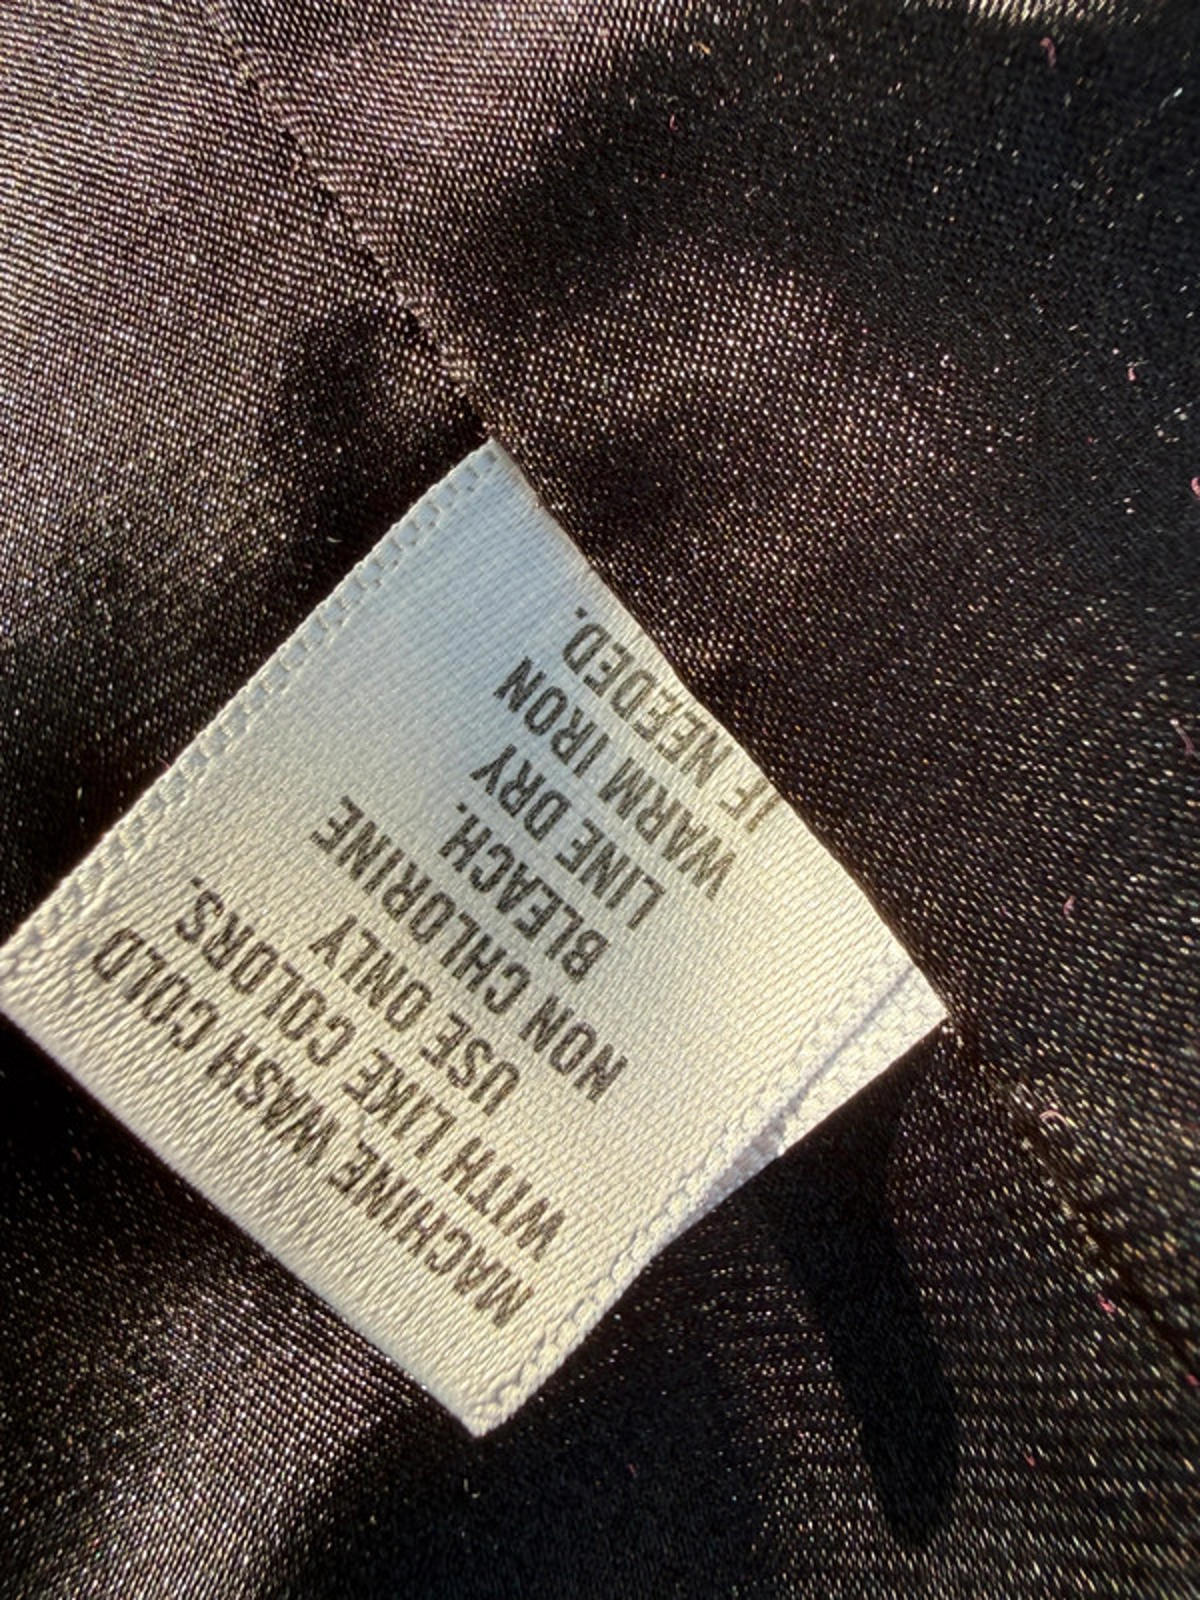 MACHINE WASH COLD
WITH LIKE COLORS.
USE ONLY
NON CHLORINE
BLEACH.
LINE DRY
WARM IRON
IF NEEDED.